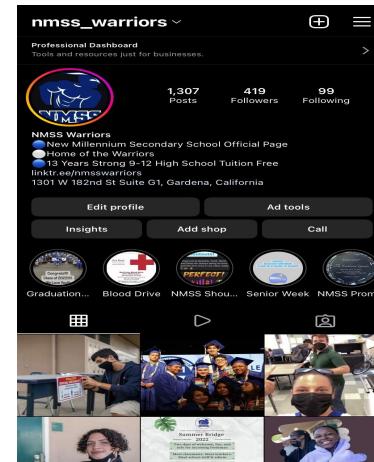 nmss_warriors
Professional Dashboard
Tools and resources just for businesses.
NMSS
1,307 419 99
Posts Followers Following
NMSS Warriors
New Millennium Secondary School Official Page
Home of the Warriors
13 Years Strong 9-12 High School Tuition Free
linktr.ee/nmsswarriors
1301 W 182nd St Suite G1, Gardena, California
Edit profile Ad tools
Insights Add shop Call
PERFECT!
Graduation... Blood Drive NMSS Shou... Senior Week NMSS Prom
Summer Bridge
2022